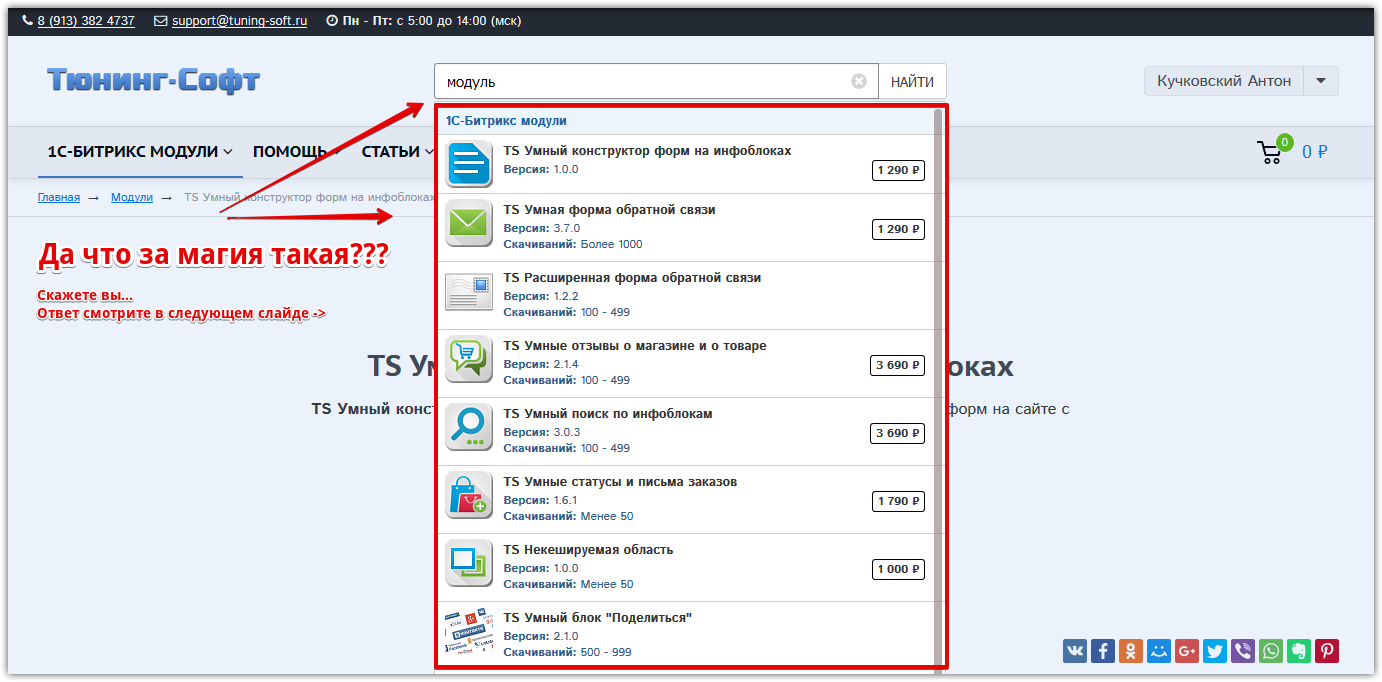 8 (913) 382 4737 support@tuning-soft.ru Пн - Пт: с 5:00 до 14:00 (мск)
Тюнинг-Софт
модуль
НАЙТИ
Кучковский Антон
1С-БИТРИКС МОДУЛИ ПОМОЩЬ СТАТЬИ
0
0 ₽
Главная → Модули → TS Умный конструктор форм на инфоблоках
Да что за магия такая???
Скажете вы...
Ответ смотрите в следующем слайде ->
1С-Битрикс модули
TS Умный конструктор форм на инфоблоках
Версия: 1.0.0
1 290 ₽
TS Умная форма обратной связи
Версия: 3.7.0
Скачиваний: Более 1000
1 290 ₽
TS Расширенная форма обратной связи
Версия: 1.2.2
Скачиваний: 100 - 499
TS Умные отзывы о магазине и о товаре
Версия: 2.1.4
Скачиваний: 100 - 499
3 690 ₽
TS Умный поиск по инфоблокам
Версия: 3.0.3
Скачиваний: 100 - 499
3 690 ₽
TS Умные статусы и письма заказов
Версия: 1.6.1
Скачиваний: Менее 50
1 790 ₽
TS Некешируемая область
Версия: 1.0.0
Скачиваний: Менее 50
1 000 ₽
TS Умный блок "Поделиться"
Версия: 2.1.0
Скачиваний: 500 - 999
TS Ум
оках
TS Умный конс
форм на сайте с